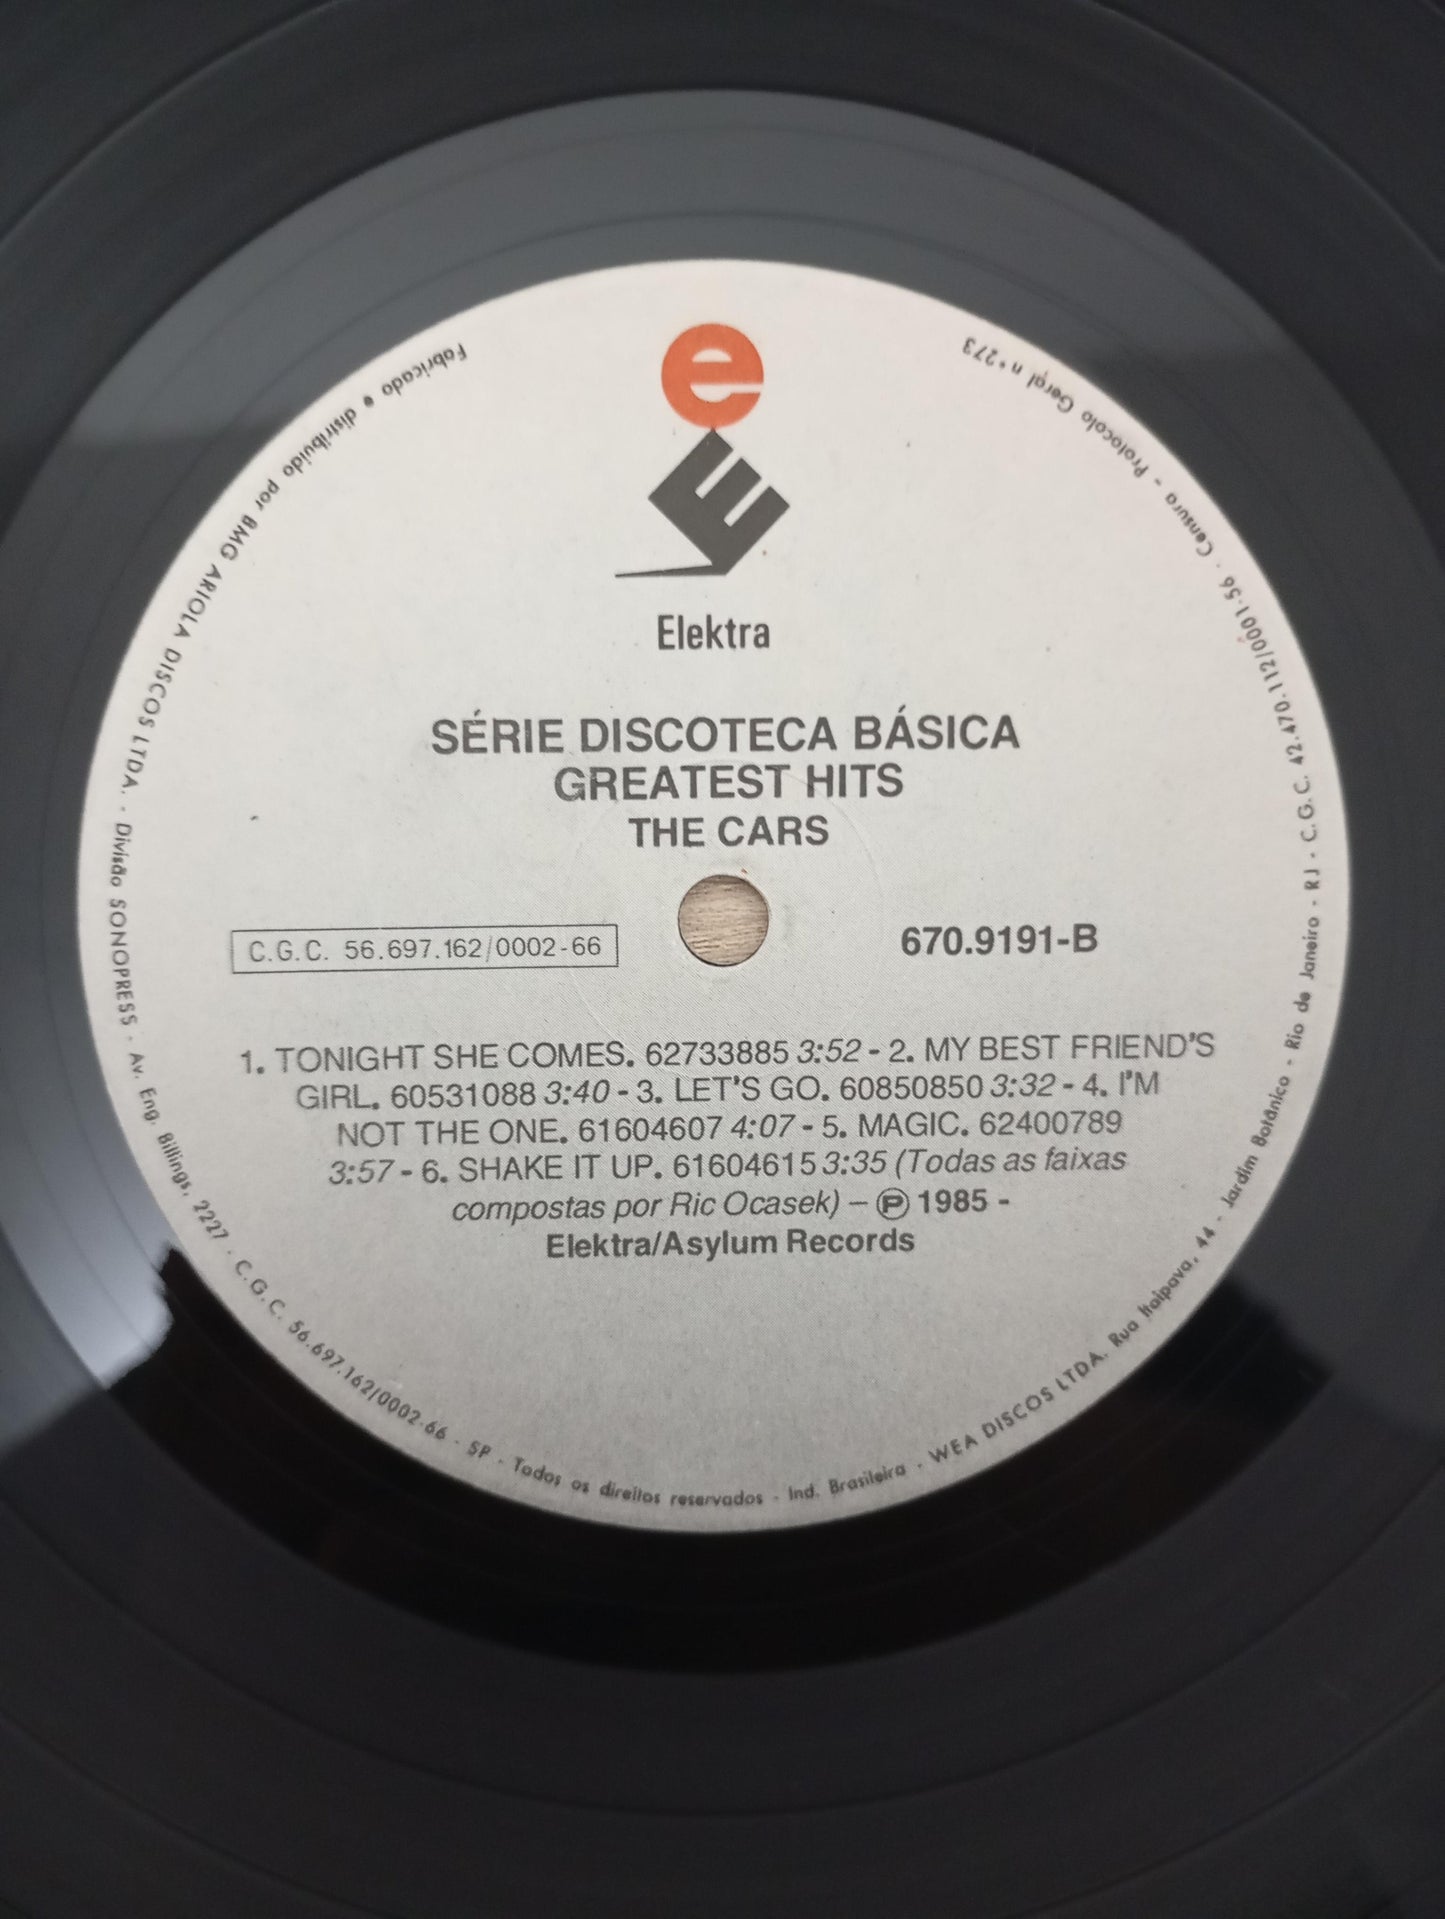 e
E
Elektra
SÉRIE DISCOTECA BÁSICA
GREATEST HITS
THE CARS
C.G.C. 56.697.162/0002-66
670.9191-B
1. TONIGHT SHE COMES. 62733885 3:52 - 2. MY BEST FRIEND'S
GIRL. 60531088 3:40 - 3. LET'S GO. 60850850 3:32 - 4. I'M
NOT THE ONE. 61604607 4:07 - 5. MAGIC. 62400789
3:57 - 6. SHAKE IT UP. 61604615 3:35 (Todas as faixas
compostas por Ric Ocasek) – Ⓟ 1985 -
Elektra/Asylum Records
Fabricado e distribuído por BMG ARIOLA DISCOS LTDA. - Divisão SONOPRESS - Av. Eng. Billings, 2227 - C.G.C. 56.697.162/0002-66 - SP - Todos os direitos reservados - Ind. Brasileira - WEA DISCOS LTDA. Rua Itaipava, 44 - Jardim Botânico - Rio de Janeiro - RJ - C.G.C. 42.470.112/0001-56 - Censura - Protocolo Geral nº 273